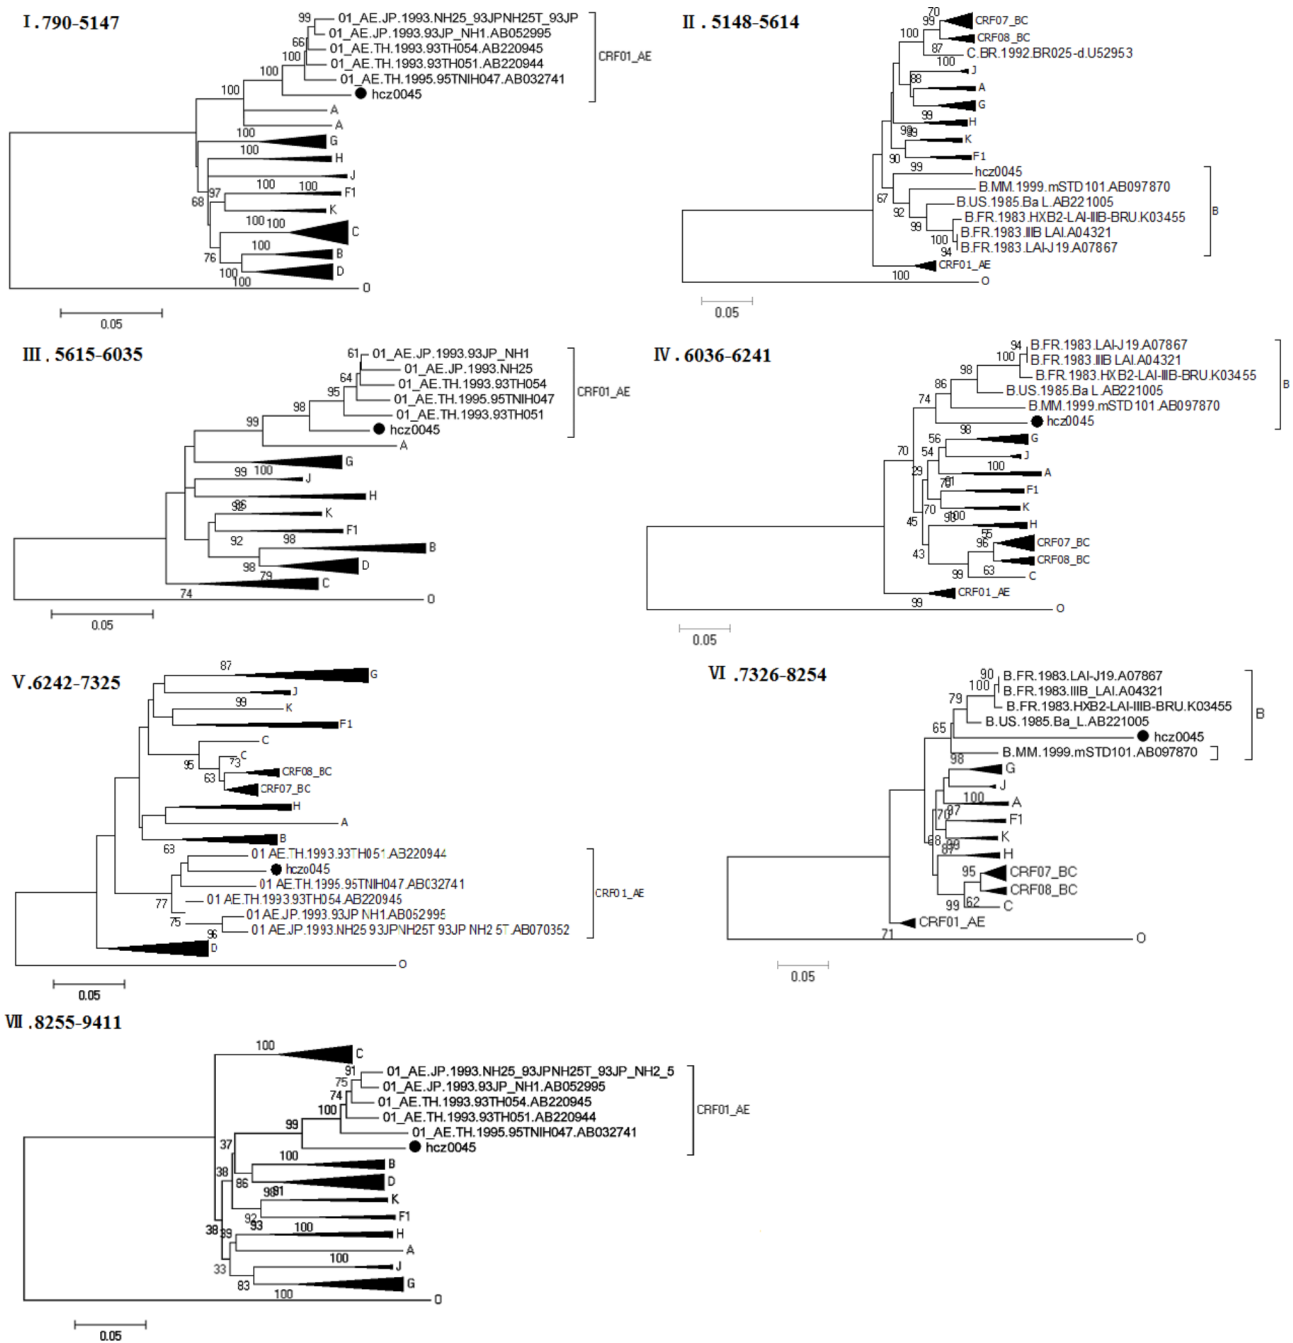 I.790-5147
99
01_AE.JP.1993.NH25_93JPNH25T_93JP
01_AE.JP.1993.93JP_NH1.AB052995
66
01_AE.TH.1993.93TH054.AB220945
100
01_AE.TH.1993.93TH051.AB220944
CRF01_AE
100
01_AE.TH.1995.95TNIH047.AB032741
100
hcz0045
A
A
100
G
100
H
J
97
100
100
F1
68
K
100 100
C
76
100
B
100
100
D
O
0.05
II. 5148-5614
70
99
CRF07_BC
100
CRF08_BC
87
C.BR.1992.BR025-d.U52953
100
J
88
A
G
99
H
K
90
F1
99
hcz0045
67
B.MM.1999.mSTD101.AB097870
92
B.US.1985.Ba L.AB221005
B
99
B.FR.1983.HXB2-LAI-IIIB-BRU.K03455
100
B.FR.1983.IIIB LAI.A04321
94
B.FR.1983.LAI-J19.A07867
CRF01_AE
100
O
0.05
III. 5615-6035
61
01_AE.JP.1993.93JP_NH1
01_AE.JP.1993.NH25
64
01_AE.TH.1993.93TH054
95
01_AE.TH.1995.95TNIH047
CRF01_AE
98
01_AE.TH.1993.93TH051
99
hcz0045
A
G
99
100
J
H
K
92
F1
98
B
98
D
79
C
74
O
0.05
IV. 6036-6241
94
B.FR.1983.LAI-J19.A07867
100
B.FR.1983.IIIB LAI.A04321
98
B.FR.1983.HXB2-LAI-IIIB-BRU.K03455
B
86
B.US.1985.Ba L.AB221005
74
B.MM.1999.mSTD101.AB097870
hcz0045
98
56
G
70
54
J
29
100
A
F1
70
K
45
H
55
43
96
CRF07_BC
CRF08_BC
99
63
C
CRF01_AE
99
O
0.05
V.6242-7325
87
G
J
99
K
F1
C
95
73
C
63
CRF08_BC
CRF07_BC
H
A
B
63
01 AE.TH.1993.93TH051.AB220944
hcz0045
01 AE.TH.1995.95TNIH047.AB032741
CRF01_AE
77
01 AE.TH.1993.93TH054.AB220945
75
01 AE.JP.1993.93JP NH1.AB052995
96
01 AE.JP.1993.NH25 93JPNH25T 93JP NH2 5T.AB070352
D
O
0.05
VI.7326-8254
90
B.FR.1983.LAI-J19.A07867
100
B.FR.1983.IIIB_LAI.A04321
79
B.FR.1983.HXB2-LAI-IIIB-BRU.K03455
B
65
B.US.1985.Ba_L.AB221005
hcz0045
B.MM.1999.mSTD101.AB097870
98
G
J
100
A
F1
K
H
95
CRF07_BC
CRF08_BC
99
62
C
CRF01_AE
71
O
0.05
VII.8255-9411
100
C
91
01_AE.JP.1993.NH25_93JPNH25T_93JP_NH2_5
75
01_AE.JP.1993.93JP_NH1.AB052995
74
01_AE.TH.1993.93TH054.AB220945
100
01_AE.TH.1993.93TH051.AB220944
CRF01_AE
99
01_AE.TH.1995.95TNIH047.AB032741
37
hcz0045
100
B
38
86
D
K
92
F1
38
39
93
100
H
A
33
100
J
83
G
100
O
0.05